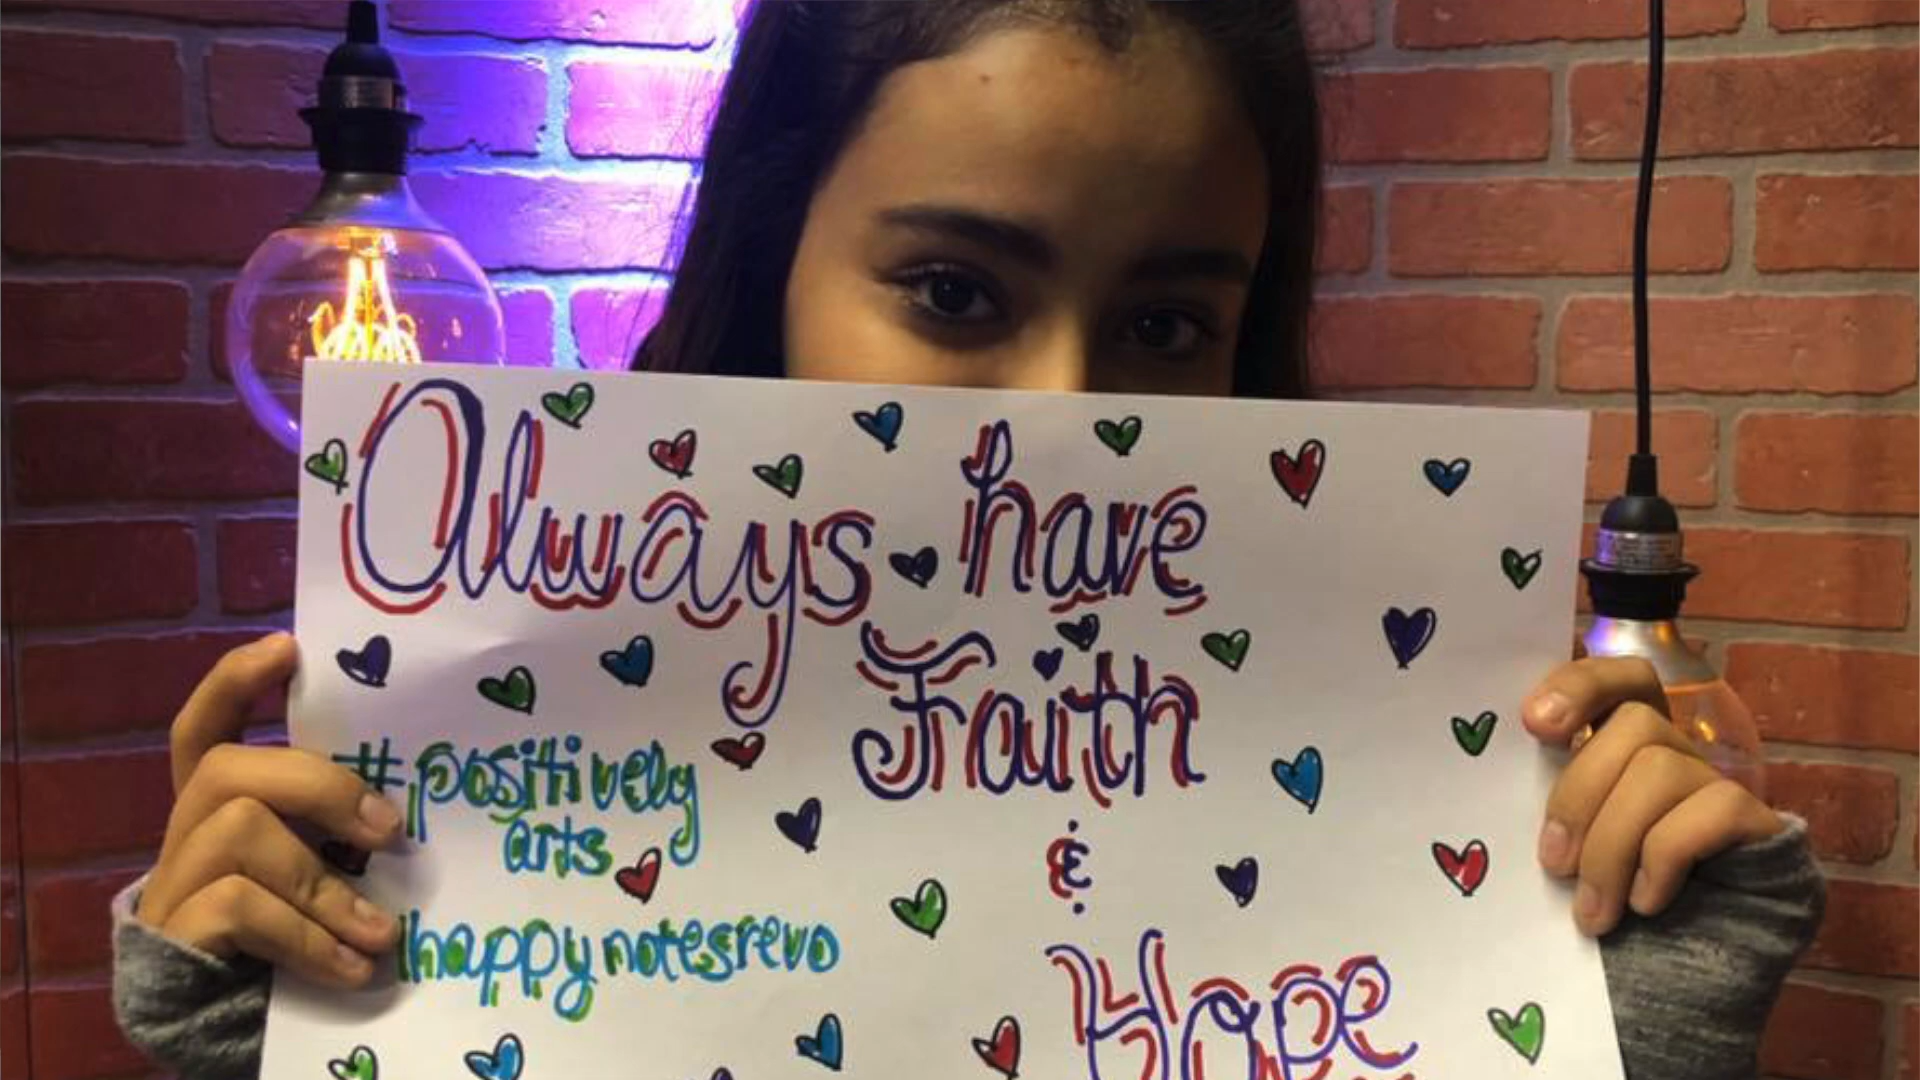 Always have
Faith
&
Hope
#positively
arts
happynotesrevo